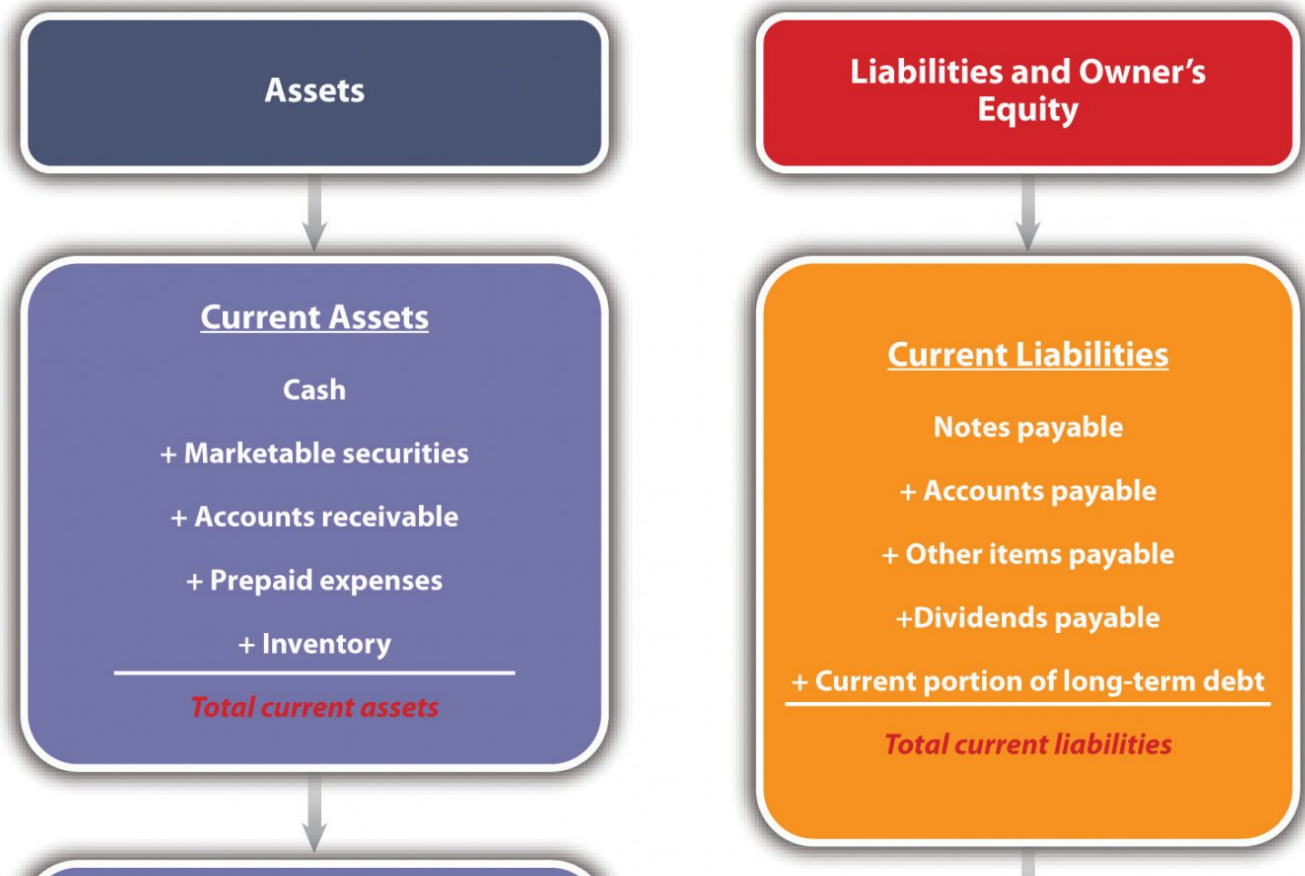 Assets
Current Assets
Cash
+ Marketable securities
+ Accounts receivable
+ Prepaid expenses
+ Inventory
Total current assets
Liabilities and Owner’s
Equity
Current Liabilities
Notes payable
+ Accounts payable
+ Other items payable
+Dividends payable
+ Current portion of long-term debt
Total current liabilities